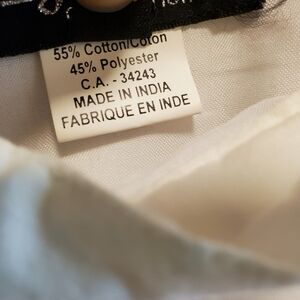 55% Cotton/Coton
45% Polyester
C.A. - 34243
MADE IN INDIA
FABRIQUE EN INDE